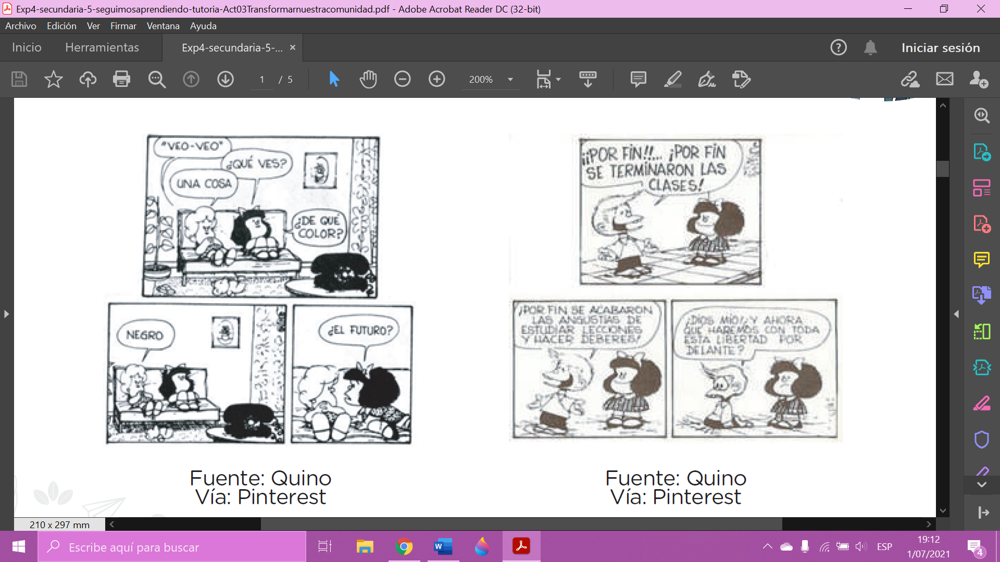 Exp4-secundaria-5-seguimosaprendiendo-tutoria-Act03Transformarnuestracomunidad.pdf - Adobe Acrobat Reader DC (32-bit)
Archivo Edición Ver Firmar Ventana Ayuda
Inicio Herramientas Exp4-secundaria-5-... × Iniciar sesión
1 / 5 200%
"VEO-VEO"
¿QUÉ VES?
UNA COSA
¿DE QUÉ
COLOR?
NEGRO
¿EL FUTURO?
Fuente: Quino
Vía: Pinterest
¡¡POR FÍN!!... ¡POR FÍN
SE TERMINARON LAS
CLASES!
¡POR FIN SE ACABARON
LAS ANGUSTIAS DE
ESTUDIAR LECCIONES
Y HACER DEBERES!
¡DIOS MIO! ¿Y AHORA
QUÉ HAREMOS CON TODA
ESTA LIBERTAD POR
DELANTE?
Fuente: Quino
Vía: Pinterest
210 x 297 mm
Escribe aquí para buscar
ESP
19:12
1/07/2021
4